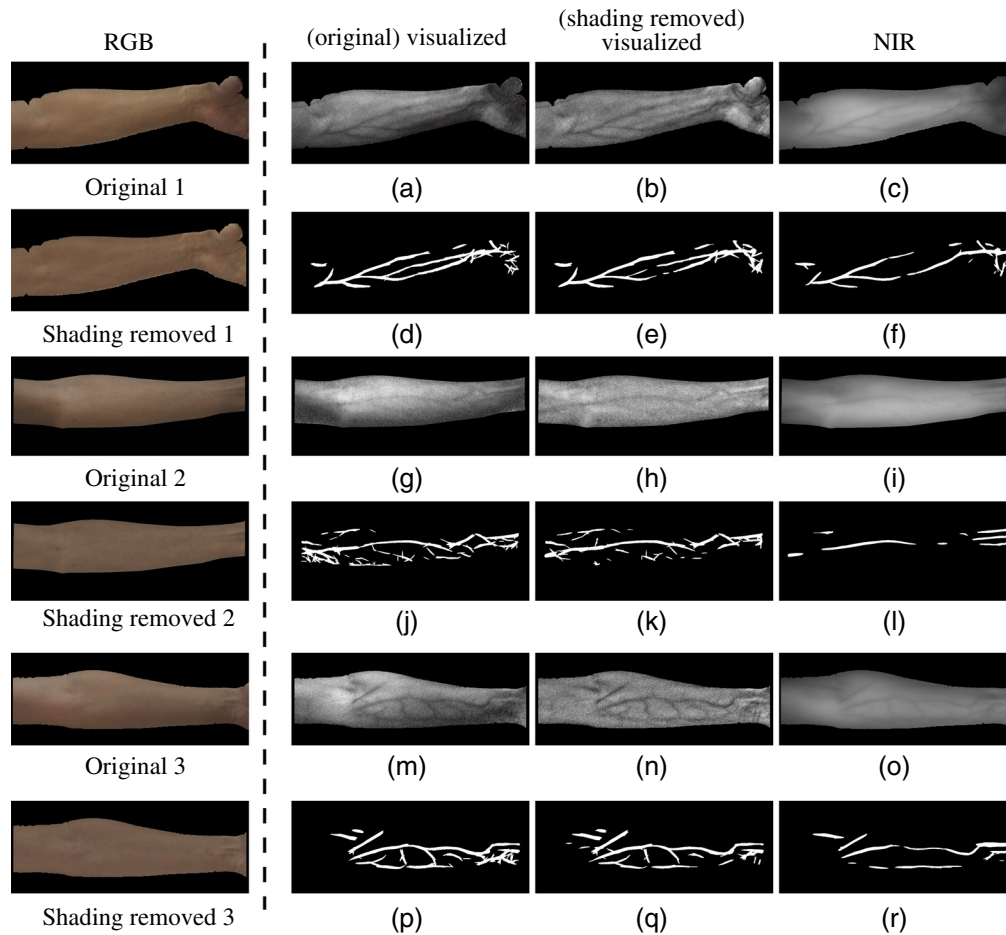 RGB
(original) visualized
(shading removed)
visualized
NIR
Original 1
(a)
(b)
(c)
Shading removed 1
(d)
(e)
(f)
Original 2
(g)
(h)
(i)
Shading removed 2
(j)
(k)
(l)
Original 3
(m)
(n)
(o)
Shading removed 3
(p)
(q)
(r)